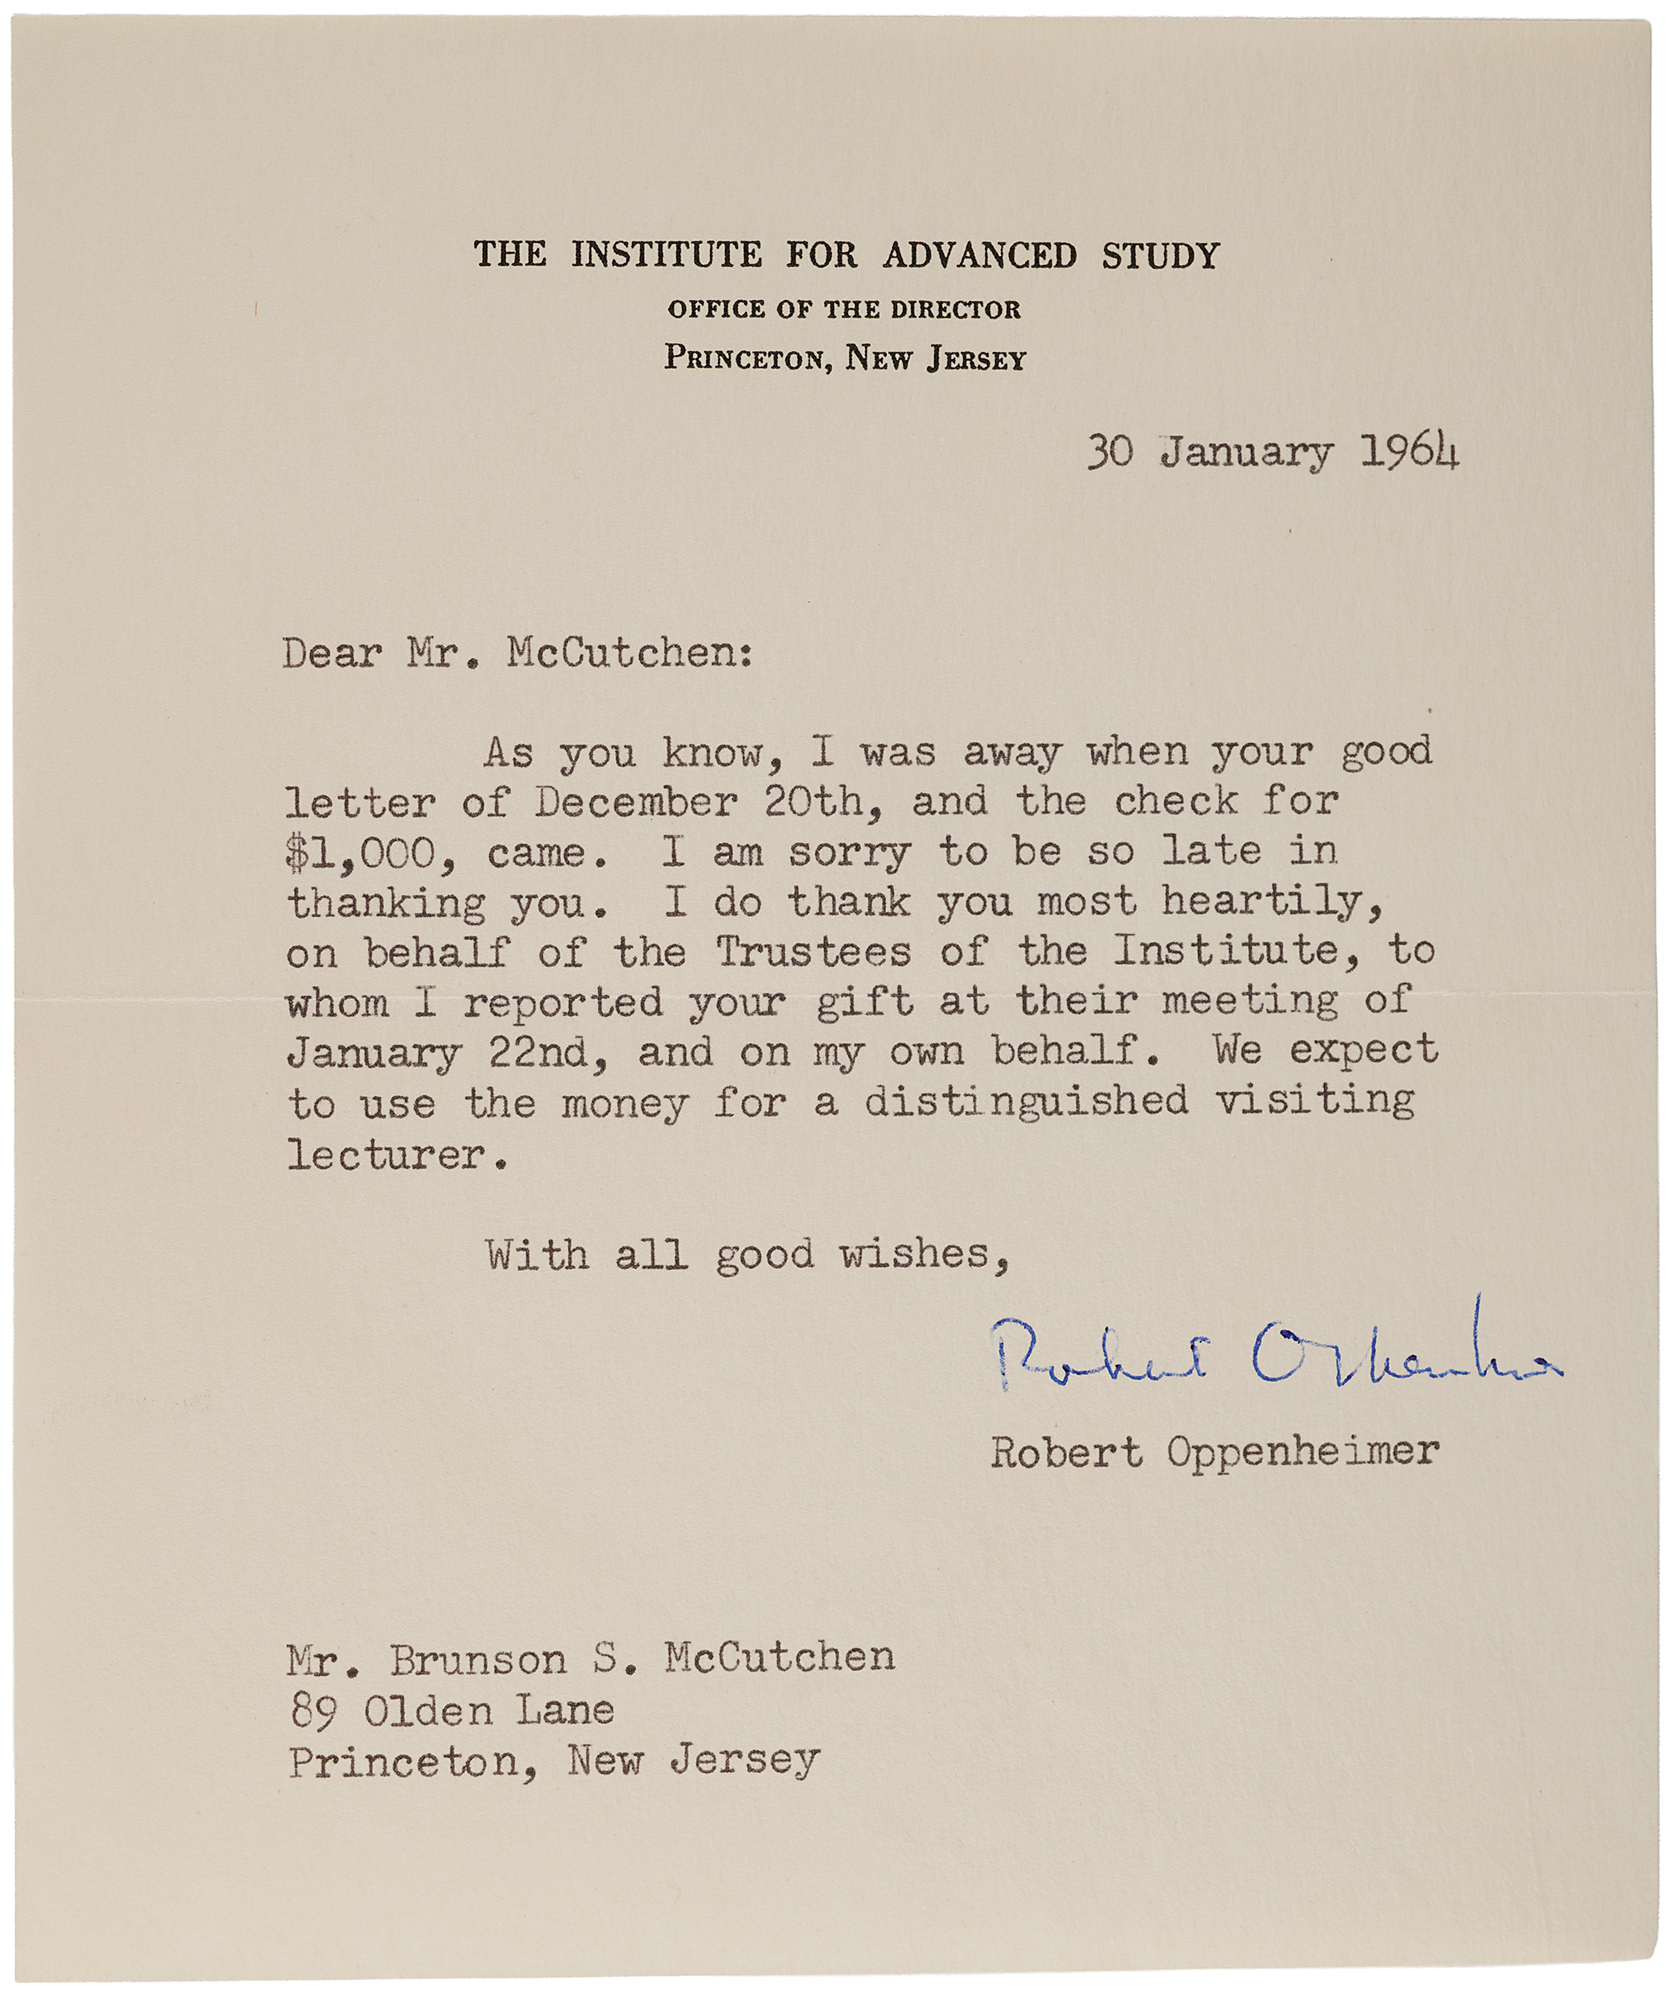 THE INSTITUTE FOR ADVANCED STUDY
OFFICE OF THE DIRECTOR
PRINCETON, NEW JERSEY
30 January 1964
Dear Mr. McCutchen:
As you know, I was away when your good
letter of December 20th, and the check for
$1,000, came. I am sorry to be so late in
thanking you. I do thank you most heartily,
on behalf of the Trustees of the Institute, to
whom I reported your gift at their meeting of
January 22nd, and on my own behalf. We expect
to use the money for a distinguished visiting
lecturer.
With all good wishes,
Robert Oppenheimer
Robert Oppenheimer
Mr. Brunson S. McCutchen
89 Olden Lane
Princeton, New Jersey